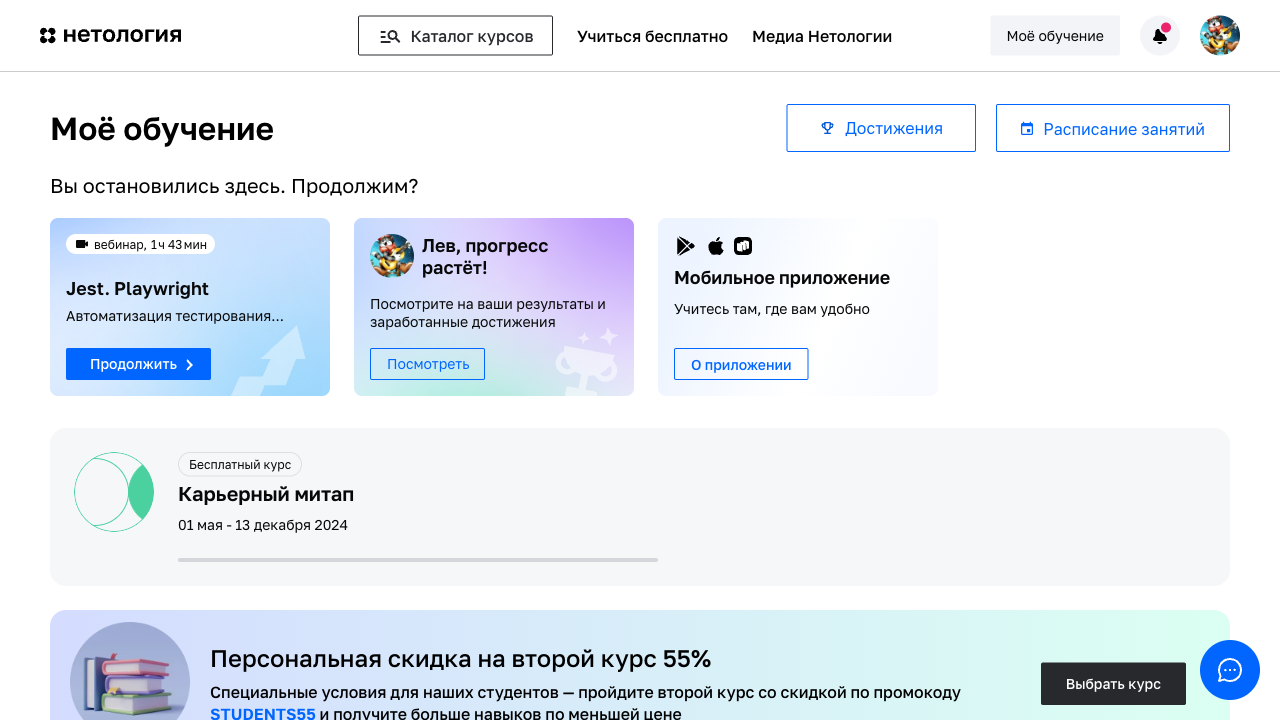 нетология
Каталог курсов
Учиться бесплатно
Медиа Нетологии
Моё обучение
Моё обучение
Достижения
Расписание занятий
Вы остановились здесь. Продолжим?
вебинар, 1 ч 43 мин
Jest. Playwright
Автоматизация тестирования...
Продолжить
Лев, прогресс
растёт!
Посмотрите на ваши результаты и
заработанные достижения
Посмотреть
Мобильное приложение
Учитесь там, где вам удобно
О приложении
Бесплатный курс
Карьерный митап
01 мая - 13 декабря 2024
Персональная скидка на второй курс 55%
Специальные условия для наших студентов — пройдите второй курс со скидкой по промокоду
STUDENTS55 и получите больше навыков по меньшей цене
Выбрать курс